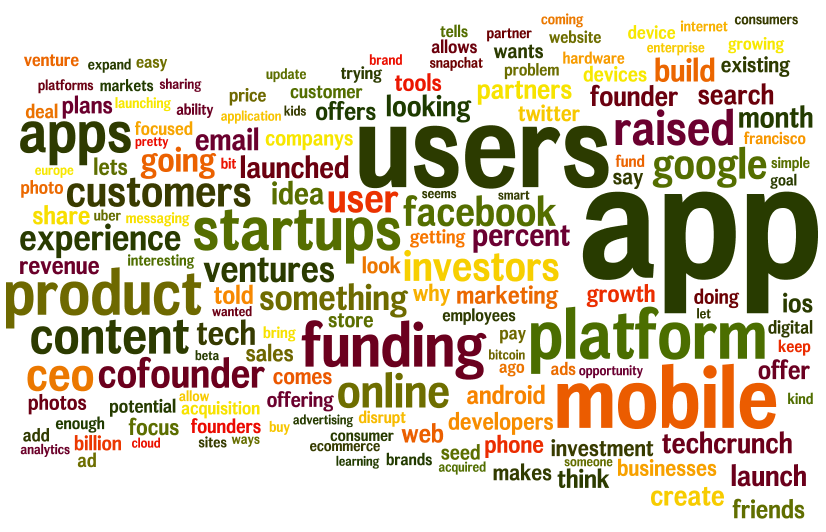 coming
consumers
tells
partner
website
device
internet
allows
wants
enterprise
growing
venture
expand
easy
brand
snapchat
hardware
update
trying
problem
devices
build
existing
platforms
markets
sharing
customer
tools
partners
founder
search
price
deal
plans
launching
ability
application
kids
offers
looking
twitter
raised
month
apps
focused
pretty
email
companys
users
francisco
europe
lets
going
bit
launched
fund
say
google
simple
goal
photo
customers
idea
user
seems
smart
app
share
uber
messaging
startups
facebook
experience
getting
percent
revenue
interesting
ventures
look
investors
product
told
wanted
something
why
marketing
growth
doing
ios
let
content
tech
bring
store
employees
platform
digital
beta
sales
funding
pay
bitcoin
keep
ceo
cofounder
comes
ago
ads
opportunity
offer
photos
potential
allow
acquisition
offering
online
android
mobile
kind
enough
focus
founders
buy
advertising
disrupt
developers
add
analytics
billion
cloud
sites
ways
consumer
ecommerce
web
phone
investment
techcrunch
ad
learning
brands
seed
acquired
makes
think
someone
businesses
launch
create
friends